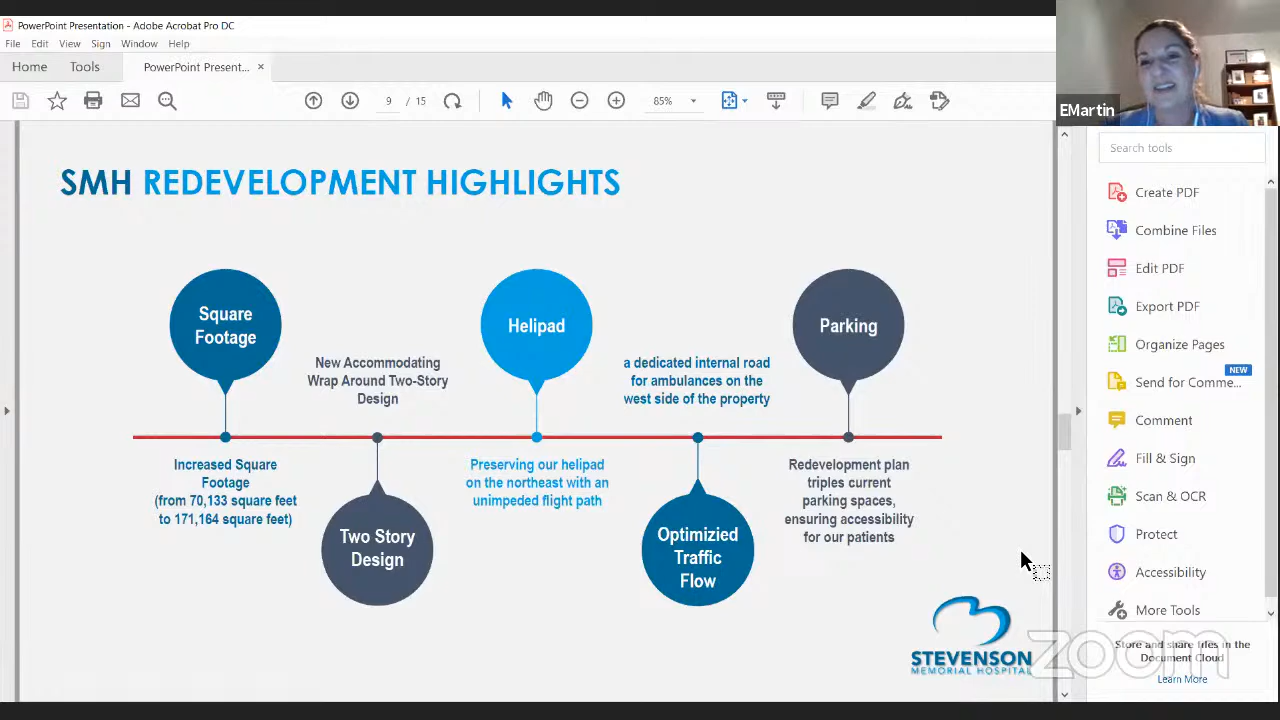 PowerPoint Presentation - Adobe Acrobat Pro DC
File Edit View Sign Window Help
Home Tools PowerPoint Present... ×
9 / 15 85%
EMartin
Search tools
Create PDF
Combine Files
Edit PDF
Export PDF
Organize Pages
NEW
Send for Comme...
Comment
Fill & Sign
Scan & OCR
Protect
Accessibility
More Tools
Store and share files in the
Document Cloud
Learn More
SMH REDEVELOPMENT HIGHLIGHTS
Square
Footage
Increased Square
Footage
(from 70,133 square feet
to 171,164 square feet)
New Accommodating
Wrap Around Two-Story
Design
Two Story
Design
Helipad
Preserving our helipad
on the northeast with an
unimpeded flight path
a dedicated internal road
for ambulances on the
west side of the property
Optimizied
Traffic
Flow
Parking
Redevelopment plan
triples current
parking spaces,
ensuring accessibility
for our patients
STEVENSON
MEMORIAL HOSPITAL
zoom